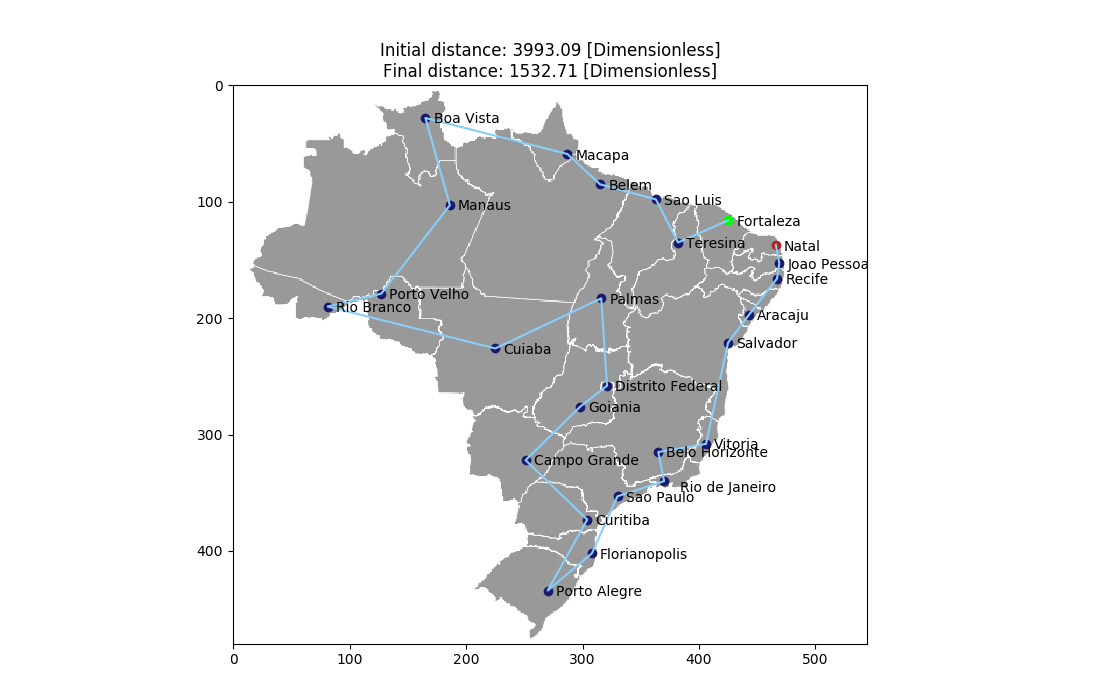 Initial distance: 3993.09 [Dimensionless]
Final distance: 1532.71 [Dimensionless]
0
Boa Vista
Macapa
Belem
100
Sao Luis
Manaus
Fortaleza
Teresina
Natal
Joao Pessoa
Recife
Porto Velho
Palmas
Rio Branco
200
Aracaju
Salvador
Cuiaba
Distrito Federal
Goiania
300
Vitoria
Belo Horizonte
Campo Grande
Rio de Janeiro
Sao Paulo
400
Curitiba
Florianopolis
Porto Alegre
0 100 200 300 400 500